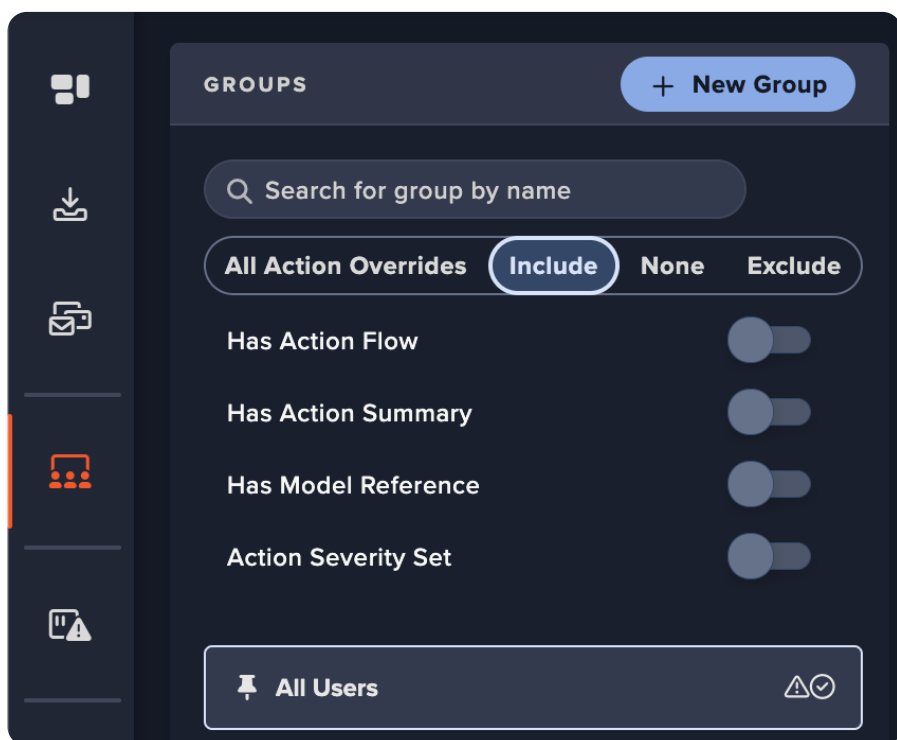 GROUPS
+ New Group
Search for group by name
All Action Overrides Include None Exclude
Has Action Flow
Has Action Summary
Has Model Reference
Action Severity Set
All Users